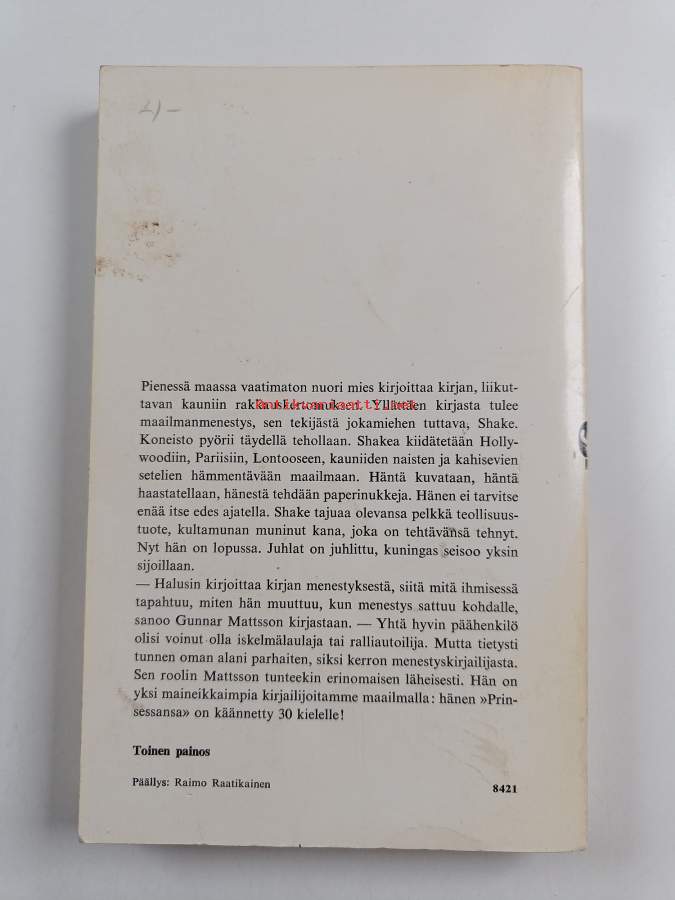 4-
Pienessä maassa vaatimaton nuori mies kirjoittaa kirjan, liikut-
tavan kauniin rakkauskertomuksen. Yllättäen kirjasta tulee
antikvariaatti.net
maailmanmenestys, sen tekijästä jokamiehen tuttava, Shake.
Koneisto pyörii täydellä tehollaan. Shakea kiidätetään Holly-
woodiin, Pariisiin, Lontooseen, kauniiden naisten ja kahisevien
setelien hämmentävään maailmaan. Häntä kuvataan, häntä
haastatellaan, hänestä tehdään paperinukkeja. Hänen ei tarvitse
enää itse edes ajatella. Shake tajuaa olevansa pelkkä teollisuus-
tuote, kultamunan muninut kana, joka on tehtävänsä tehnyt.
Nyt hän on lopussa. Juhlat on juhlittu, kuningas seisoo yksin
sijoillaan.
— Halusin kirjoittaa kirjan menestyksestä, siitä mitä ihmisessä
tapahtuu, miten hän muuttuu, kun menestys sattuu kohdalle,
sanoo Gunnar Mattsson kirjastaan. — Yhtä hyvin päähenkilö
olisi voinut olla iskelmälaulaja tai ralliautoilija. Mutta tietysti
tunnen oman alani parhaiten, siksi kerron menestyskirjailijasta.
Sen roolin Mattsson tunteekin erinomaisen läheisesti. Hän on
yksi maineikkaimpia kirjailijoitamme maailmalla: hänen »Prin-
sessansa» on käännetty 30 kielelle!
Toinen painos
Päällys: Raimo Raatikainen
8421